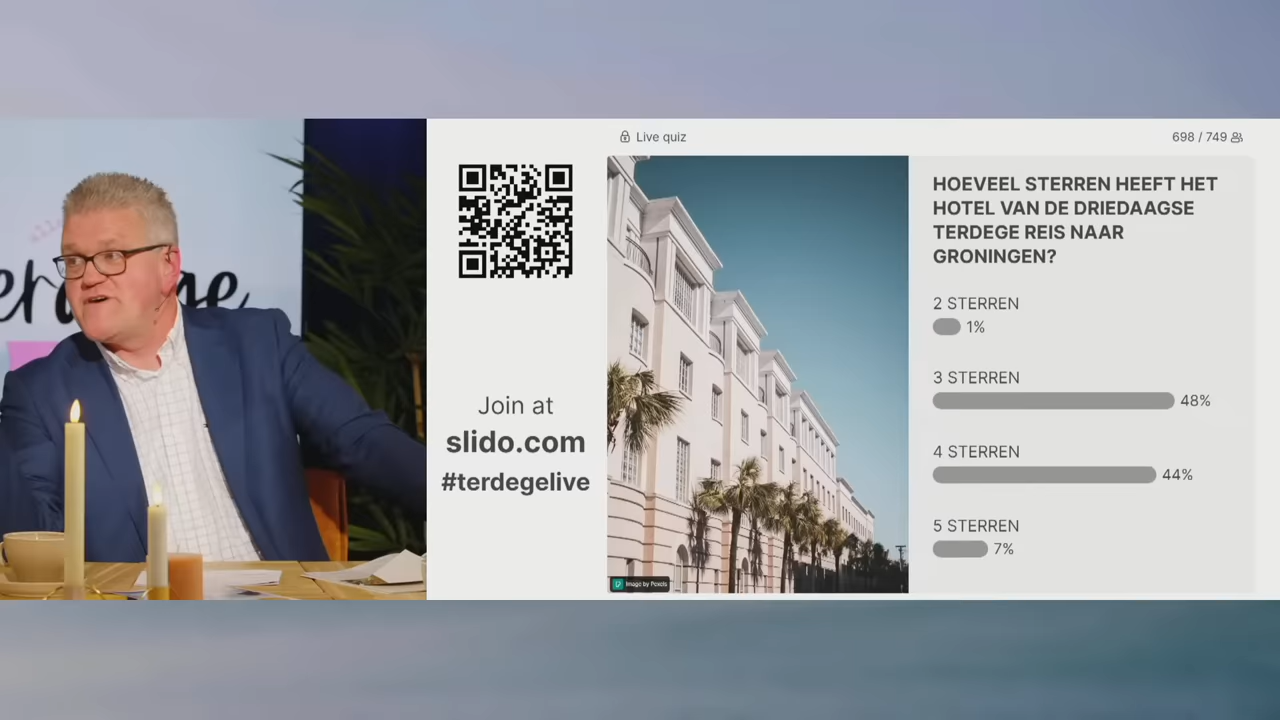 Live quiz
698 / 749
HOEVEEL STERREN HEEFT HET
HOTEL VAN DE DRIEDAAGSE
TERDEGE REIS NAAR
GRONINGEN?
2 STERREN
1%
3 STERREN
48%
4 STERREN
44%
5 STERREN
7%
Join at
slido.com
#terdegelive
Image by Pexels